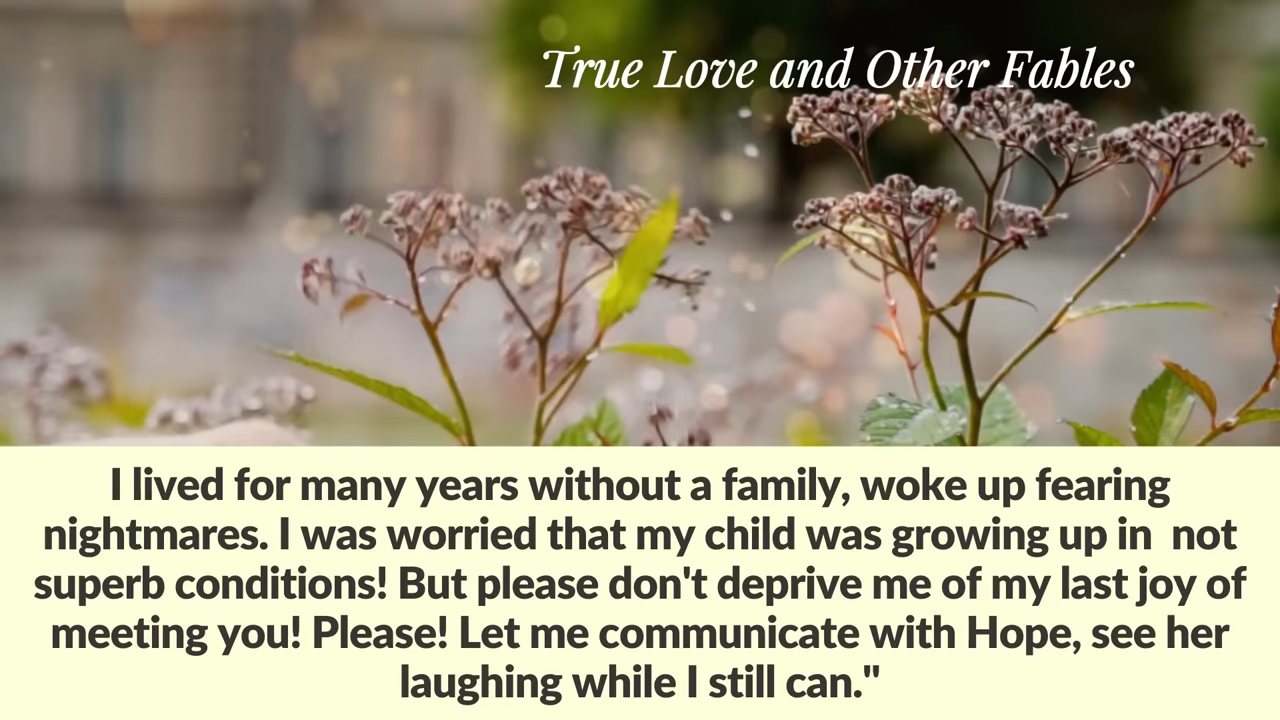 True Love and Other Fables
I lived for many years without a family, woke up fearing
nightmares. I was worried that my child was growing up in  not
superb conditions! But please don't deprive me of my last joy of
meeting you! Please! Let me communicate with Hope, see her
laughing while I still can."